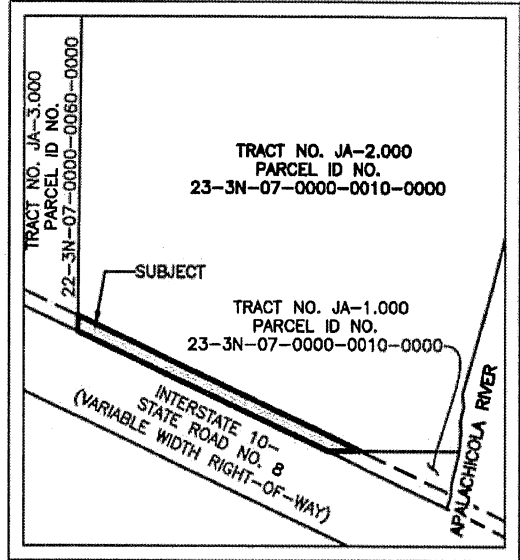 TRACT NO. JA-3.000
PARCEL ID NO.
22-3N-07-0000-0060-0000
TRACT NO. JA-2.000
PARCEL ID NO.
23-3N-07-0000-0010-0000
SUBJECT
TRACT NO. JA-1.000
PARCEL ID NO.
23-3N-07-0000-0010-0000
INTERSTATE 10-
STATE ROAD NO. 8
(VARIABLE WIDTH RIGHT-OF-WAY)
APALACHICOLA RIVER